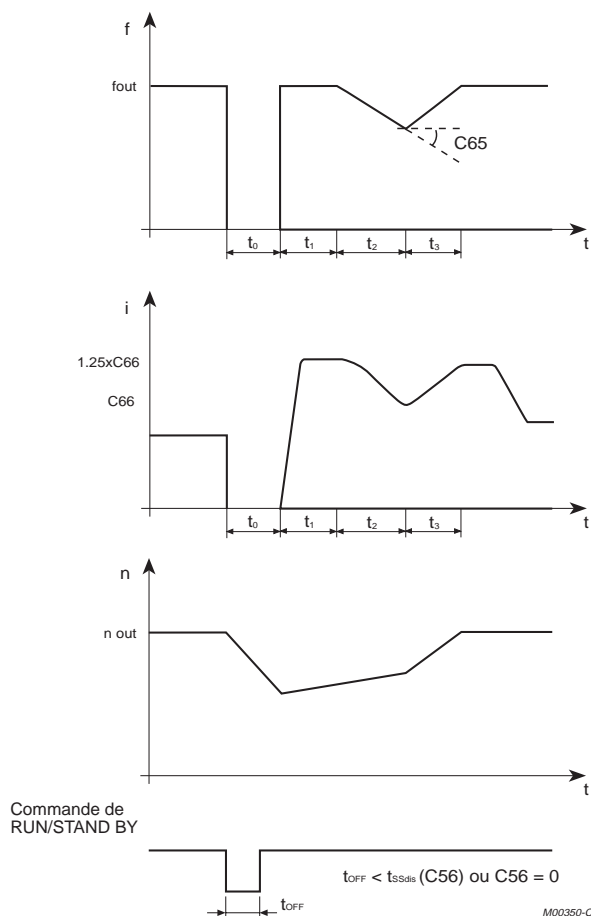 f
fout
C65
t₀ t₁ t₂ t₃
t
i
1.25xC66
C66
t₀ t₁ t₂ t₃
t
n
n out
t
Commande de
RUN/STAND BY
tOFF < tSSdis (C56) ou C56 = 0
tOFF
M00350-C